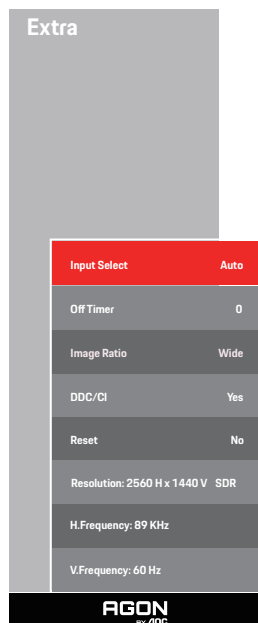 Extra
Input Select Auto
Off Timer 0
Image Ratio Wide
DDC/CI Yes
Reset No
Resolution: 2560 H x 1440 V SDR
H.Frequency: 89 KHz
V.Frequency: 60 Hz
AGON
BY AOC